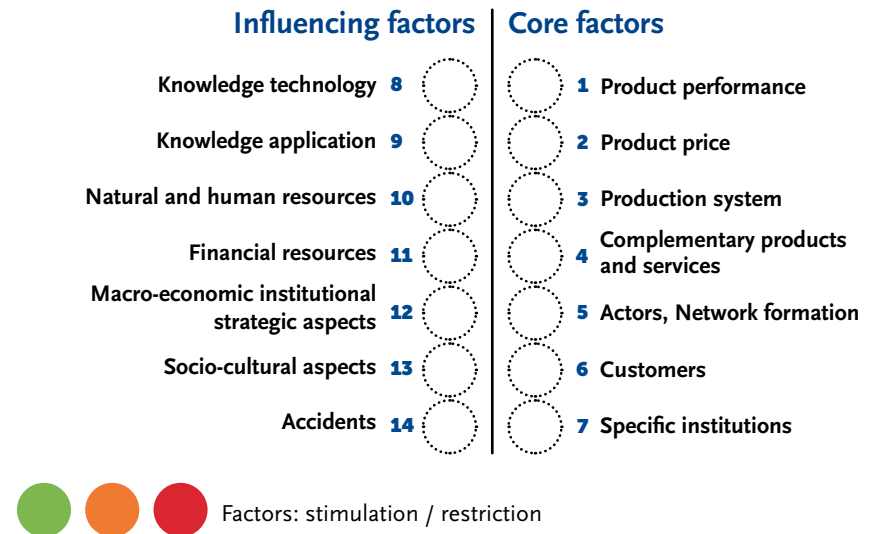 Influencing factors
Core factors
Knowledge technology 8
1 Product performance
Knowledge application 9
2 Product price
Natural and human resources 10
3 Production system
Financial resources 11
4 Complementary products
and services
Macro-economic institutional
strategic aspects 12
5 Actors, Network formation
Socio-cultural aspects 13
6 Customers
Accidents 14
7 Specific institutions
Factors: stimulation / restriction